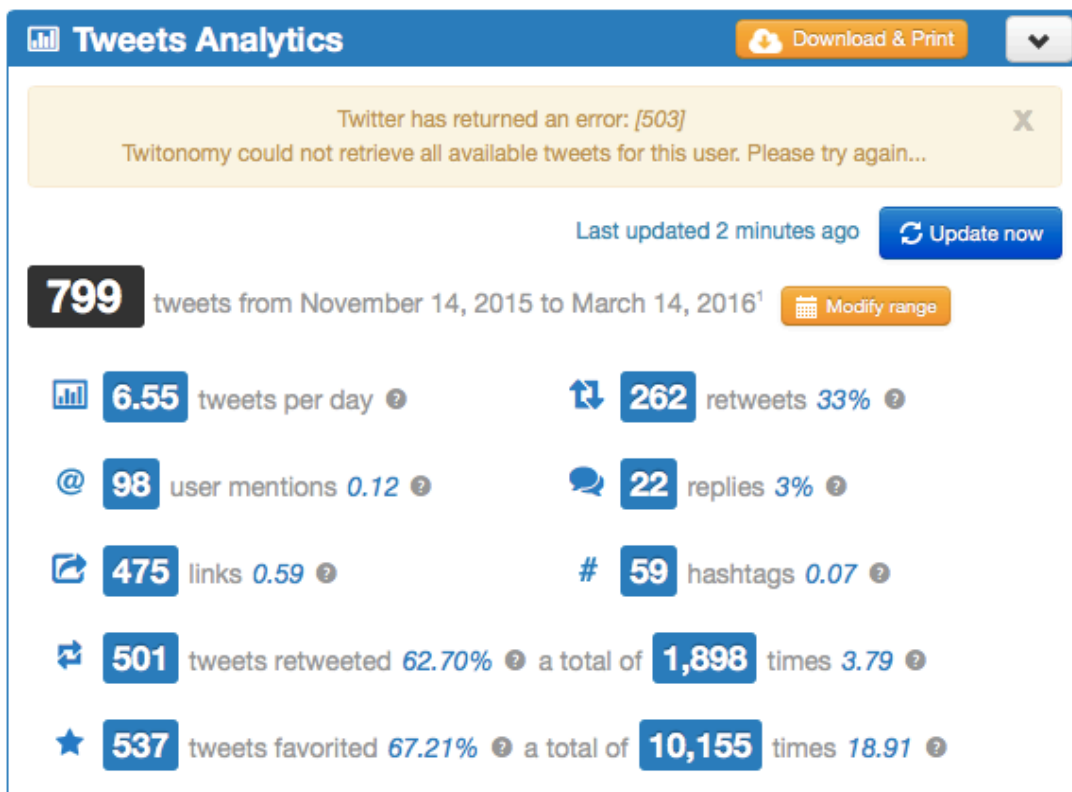 Tweets Analytics
Download & Print
Twitter has returned an error: [503]
X
Twitonomy could not retrieve all available tweets for this user. Please try again...
Last updated 2 minutes ago
Update now
799 tweets from November 14, 2015 to March 14, 2016¹
Modify range
6.55 tweets per day ?
262 retweets 33% ?
@ 98 user mentions 0.12 ?
22 replies 3% ?
475 links 0.59 ?
# 59 hashtags 0.07 ?
501 tweets retweeted 62.70% ? a total of 1,898 times 3.79 ?
537 tweets favorited 67.21% ? a total of 10,155 times 18.91 ?